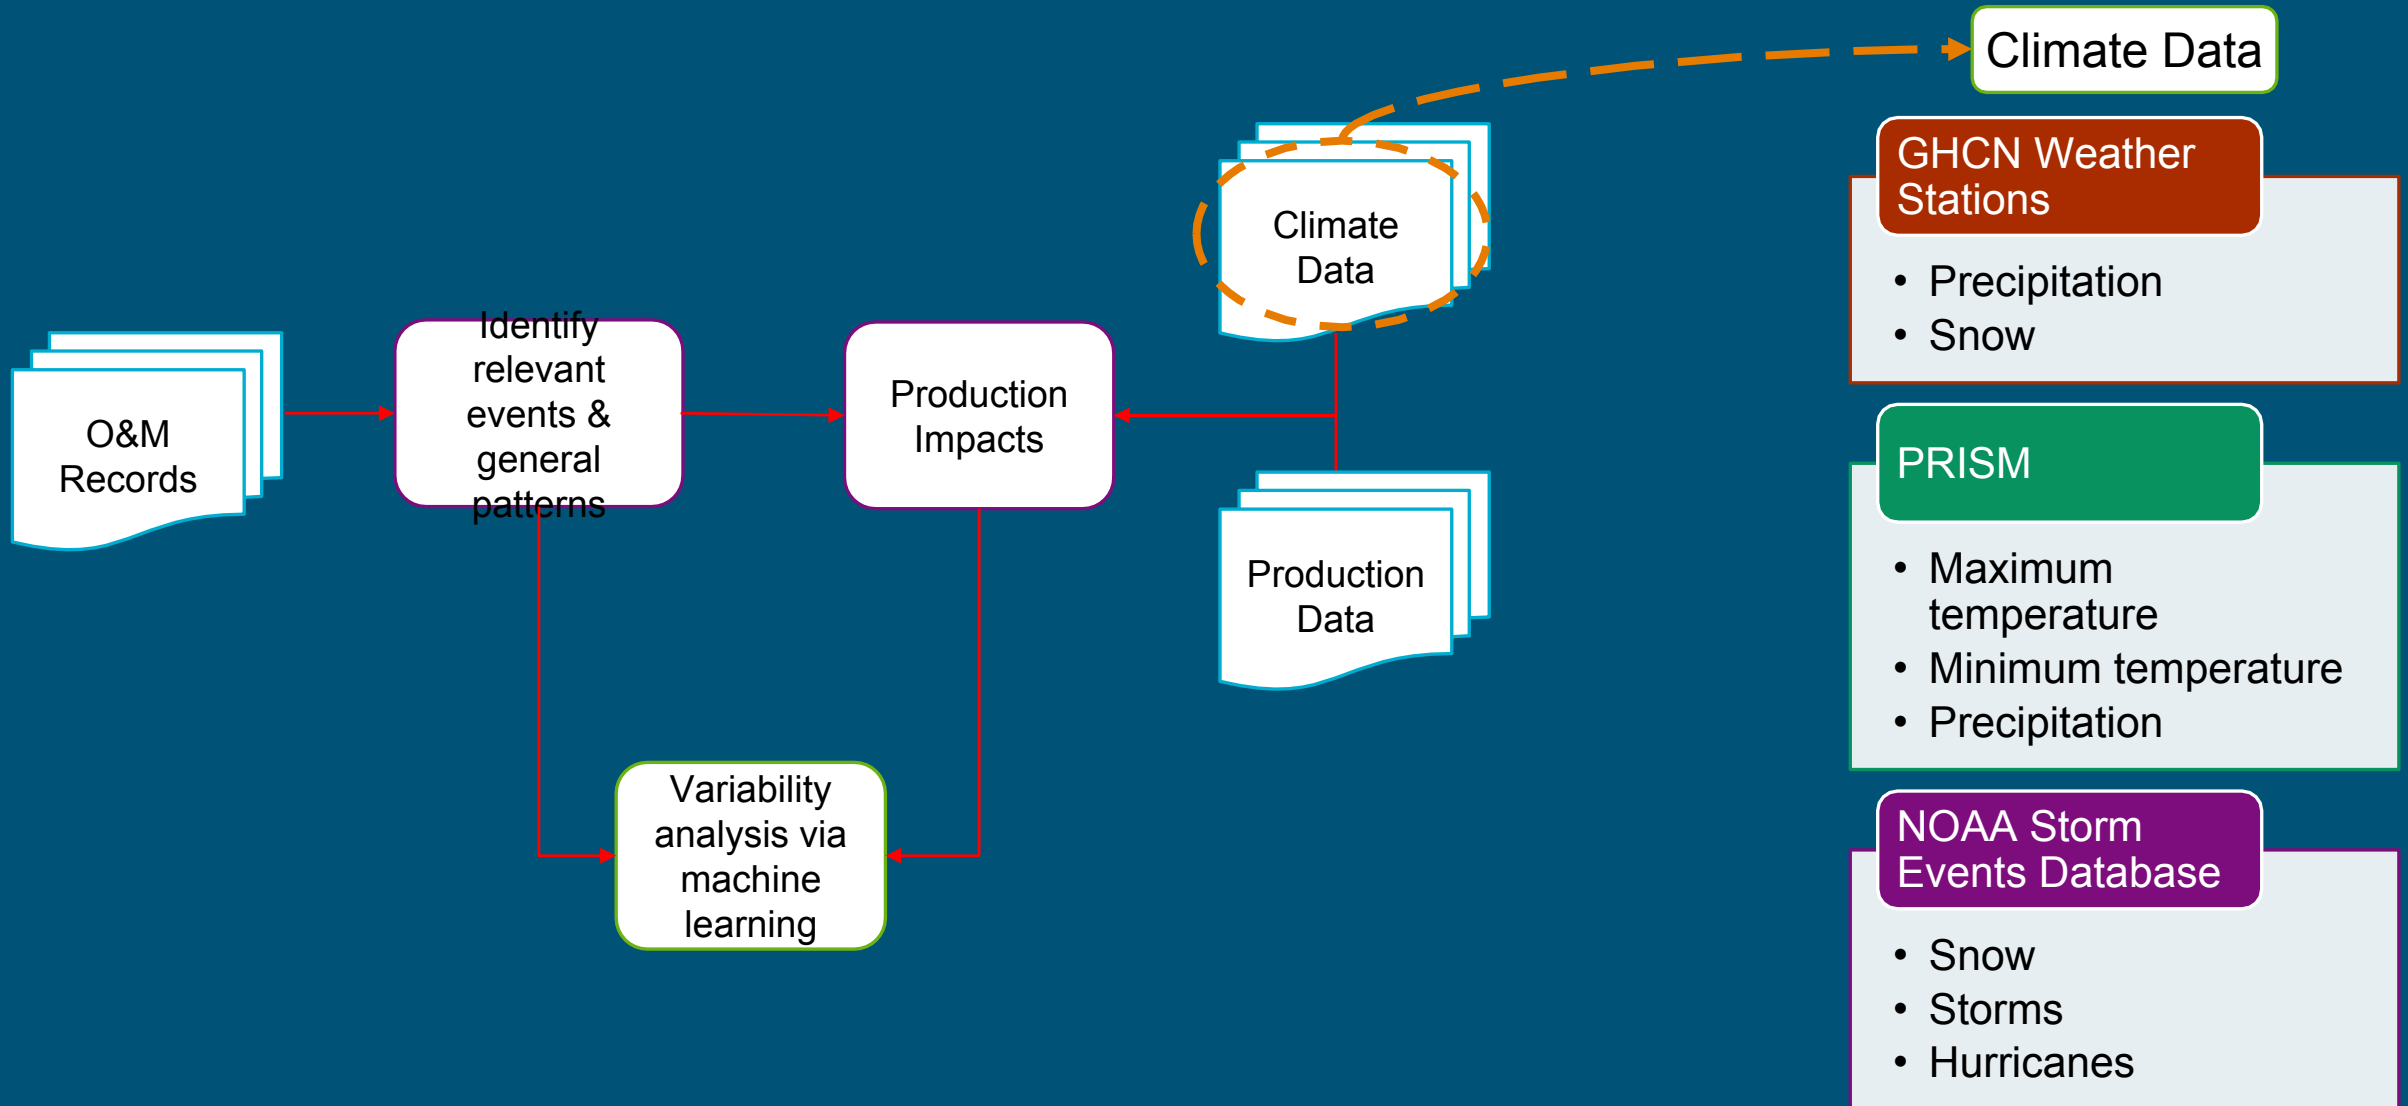 O&M
Records
Identify
relevant
events &
general
patterns
Production
Impacts
Climate
Data
Production
Data
Variability
analysis via
machine
learning
Climate Data
GHCN Weather
Stations
• Precipitation
• Snow
PRISM
• Maximum
temperature
• Minimum temperature
• Precipitation
NOAA Storm
Events Database
• Snow
• Storms
• Hurricanes